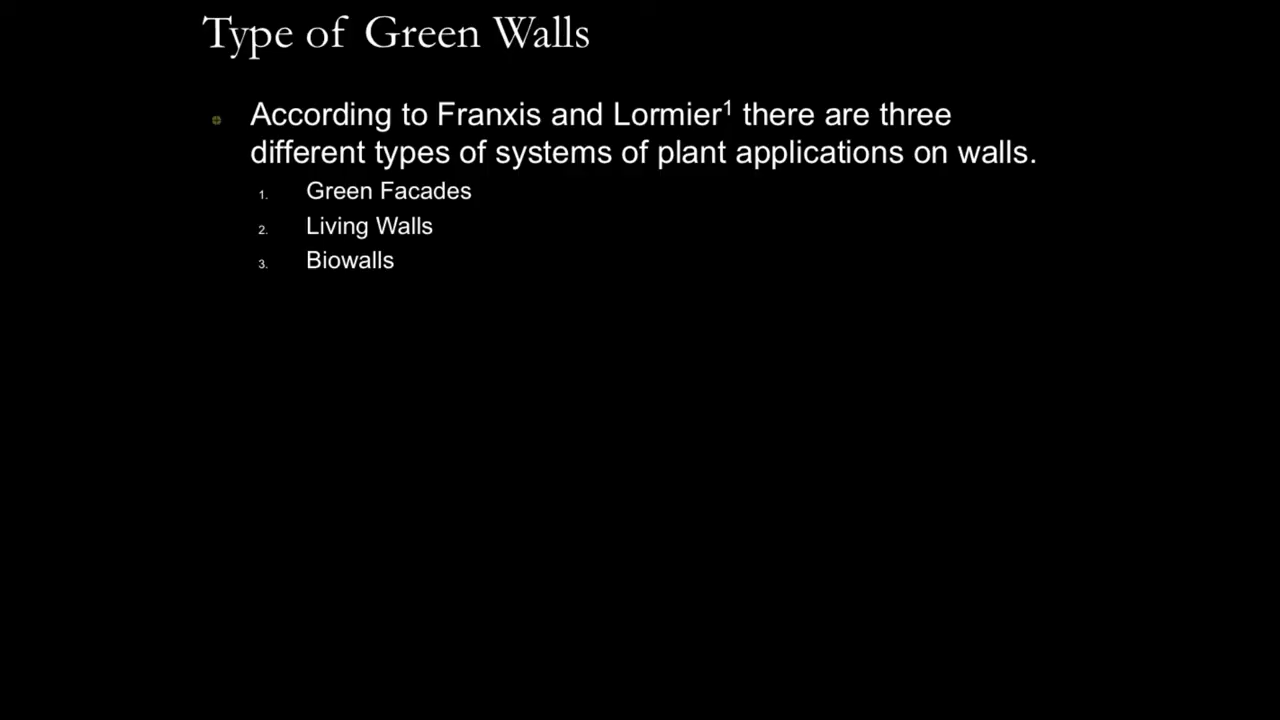 Type of Green Walls
According to Franxis and Lormier¹ there are three
different types of systems of plant applications on walls.
1. Green Facades
2. Living Walls
3. Biowalls